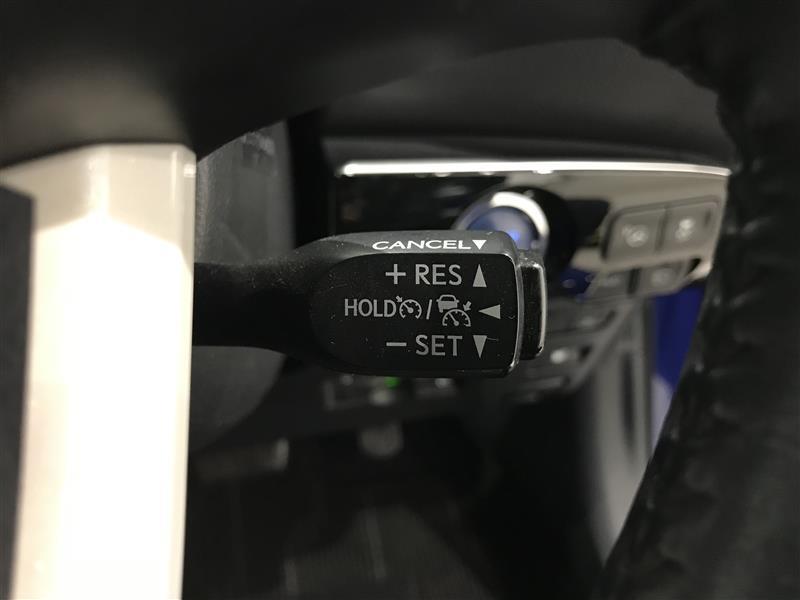 CANCEL▼
+ RES ▲
HOLD / ◀
− SET ▼